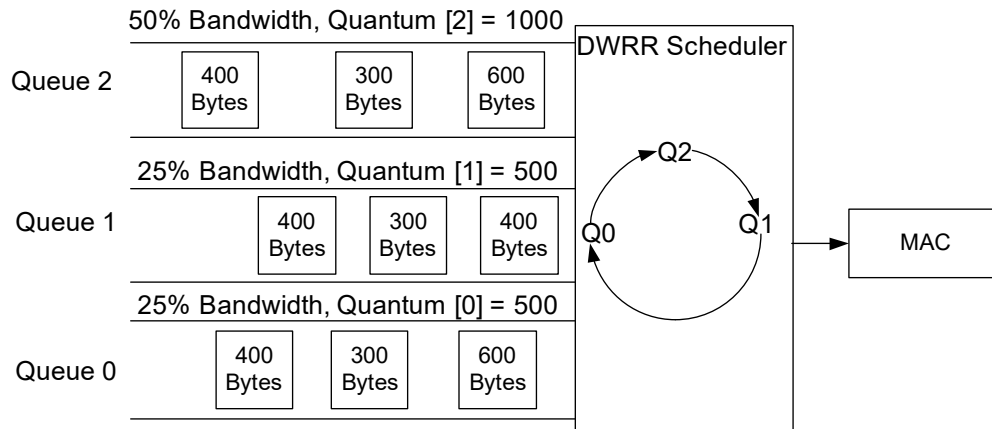 50% Bandwidth, Quantum [2] = 1000
DWRR Scheduler
Queue 2
400
Bytes
300
Bytes
600
Bytes
25% Bandwidth, Quantum [1] = 500
Queue 1
400
Bytes
300
Bytes
400
Bytes
25% Bandwidth, Quantum [0] = 500
Queue 0
400
Bytes
300
Bytes
600
Bytes
Q2
Q0
Q1
MAC